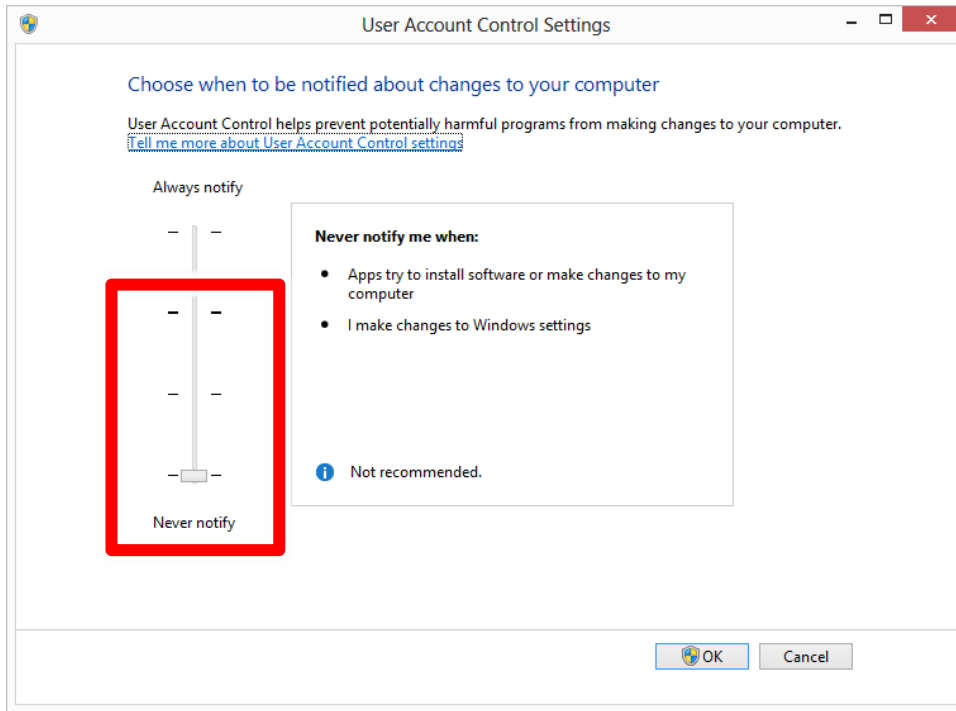 User Account Control Settings
Choose when to be notified about changes to your computer
User Account Control helps prevent potentially harmful programs from making changes to your computer.
Tell me more about User Account Control settings
Always notify
Never notify me when:
• Apps try to install software or make changes to my
computer
• I make changes to Windows settings
Not recommended.
Never notify
OK
Cancel